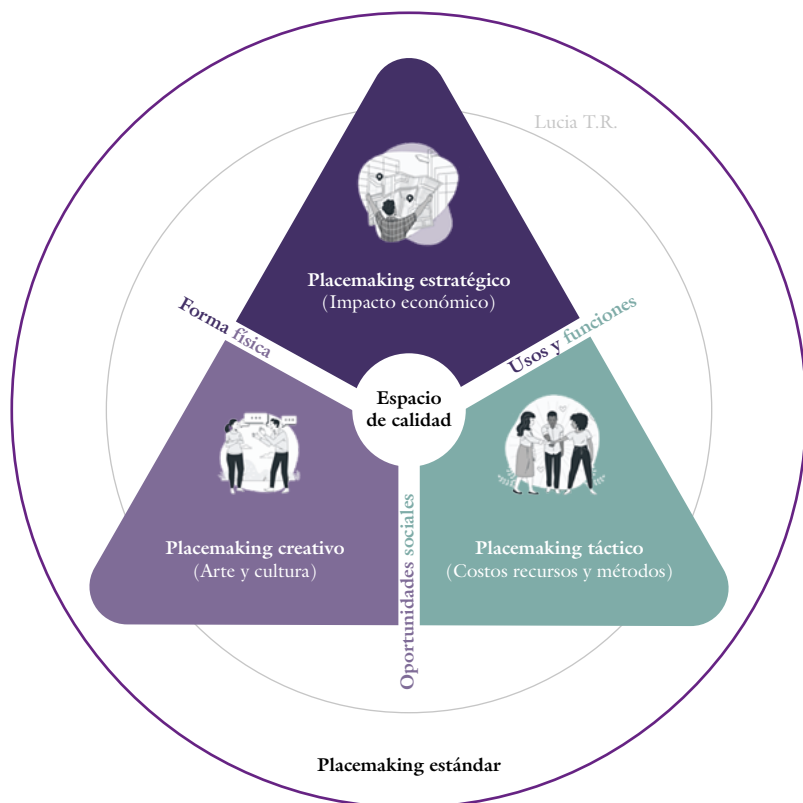 Lucia T.R.
Placemaking estratégico
(Impacto económico)
Forma física
Usos y funciones
Espacio
de calidad
Placemaking creativo
(Arte y cultura)
Oportunidades sociales
Placemaking táctico
(Costos recursos y métodos)
Placemaking estándar